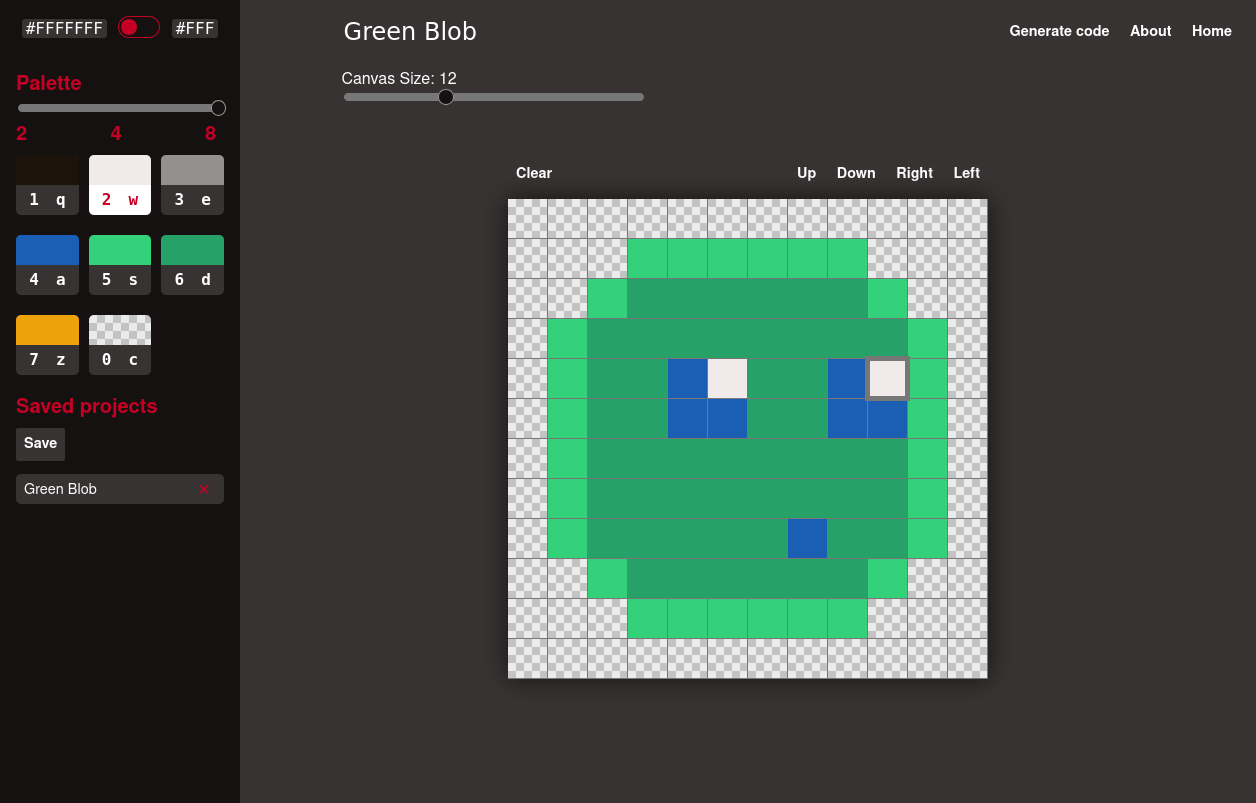 #FFFFFFF #FFF
Green Blob
Generate code About Home
Palette
Canvas Size: 12
2 4 8
1 q 2 w 3 e
Clear Up Down Right Left
4 a 5 s 6 d
7 z 0 c
Saved projects
Save
Green Blob ✕